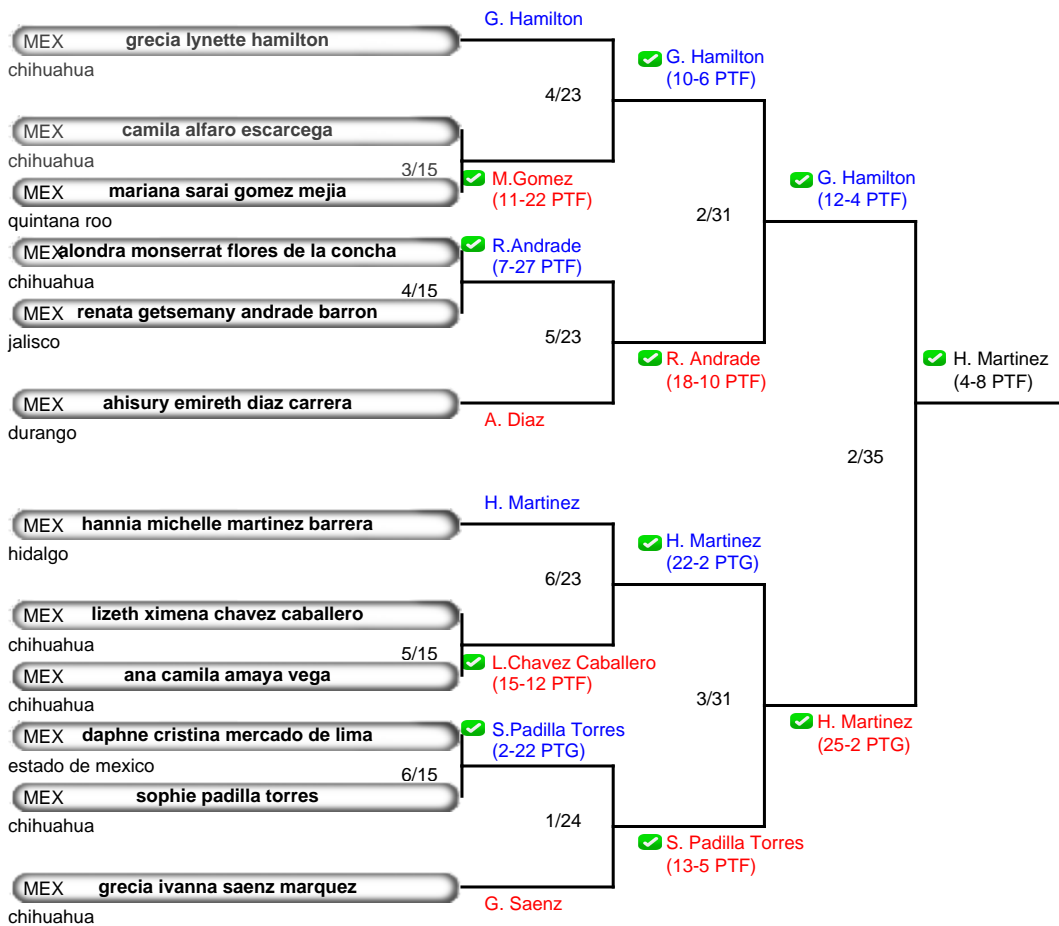 G. Hamilton
MEX grecia lynette hamilton
chihuahua
G. Hamilton
(10-6 PTF)
4/23
MEX camila alfaro escarcega
chihuahua
3/15
MEX mariana sarai gomez mejia
quintana roo
M.Gomez
(11-22 PTF)
G. Hamilton
(12-4 PTF)
2/31
MEX alondra monserrat flores de la concha
chihuahua
R.Andrade
(7-27 PTF)
4/15
MEX renata getsemany andrade barron
jalisco
5/23
R. Andrade
(18-10 PTF)
H. Martinez
(4-8 PTF)
MEX ahisury emireth diaz carrera
durango
A. Diaz
2/35
H. Martinez
MEX hannia michelle martinez barrera
hidalgo
H. Martinez
(22-2 PTG)
6/23
MEX lizeth ximena chavez caballero
chihuahua
5/15
MEX ana camila amaya vega
chihuahua
L.Chavez Caballero
(15-12 PTF)
3/31
H. Martinez
(25-2 PTG)
MEX daphne cristina mercado de lima
estado de mexico
S.Padilla Torres
(2-22 PTG)
6/15
MEX sophie padilla torres
chihuahua
1/24
S. Padilla Torres
(13-5 PTF)
MEX grecia ivanna saenz marquez
chihuahua
G. Saenz